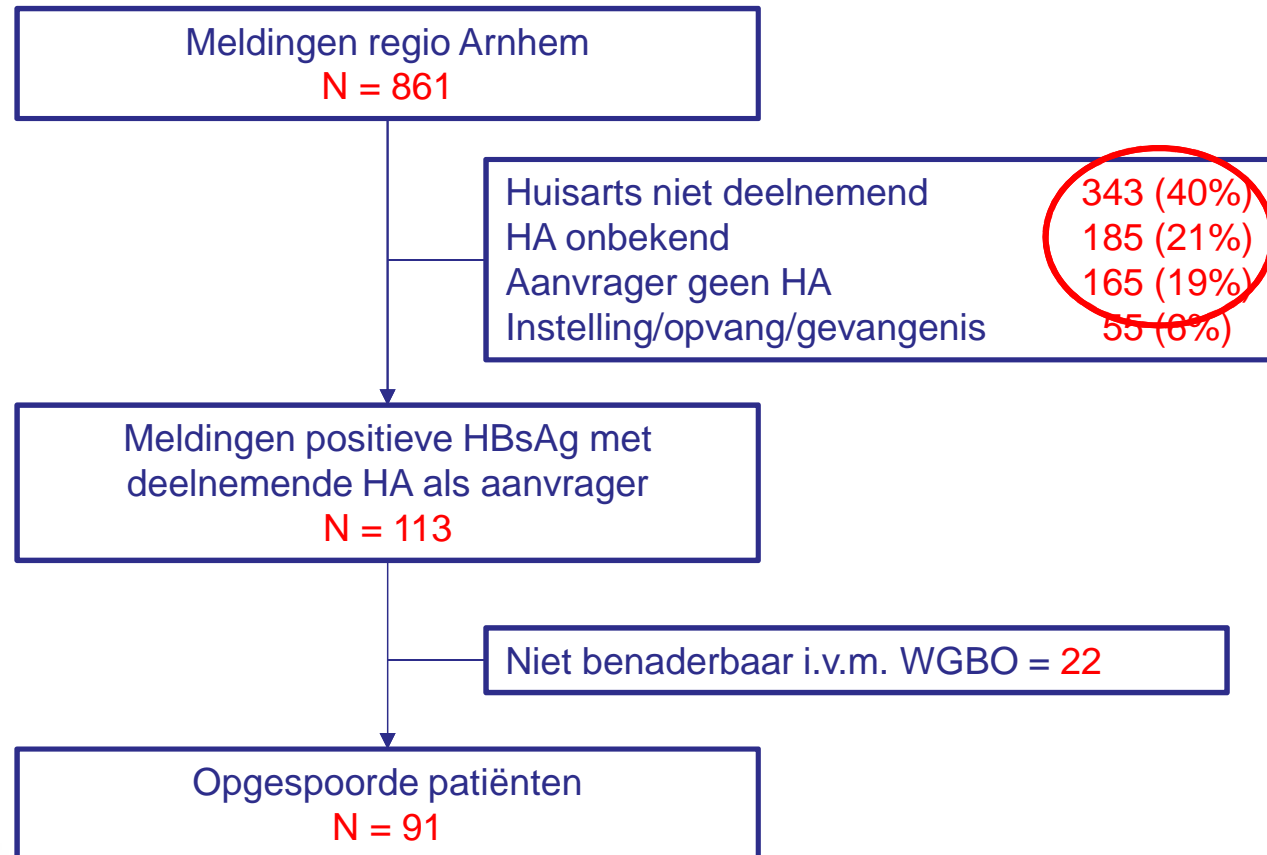 Meldingen regio Arnhem
N = 861
Huisarts niet deelnemend 343 (40%)
HA onbekend 185 (21%)
Aanvrager geen HA 165 (19%)
Instelling/opvang/gevangenis 55 (6%)
Meldingen positieve HBsAg met
deelnemende HA als aanvrager
N = 113
Niet benaderbaar i.v.m. WGBO = 22
Opgespoorde patiënten
N = 91